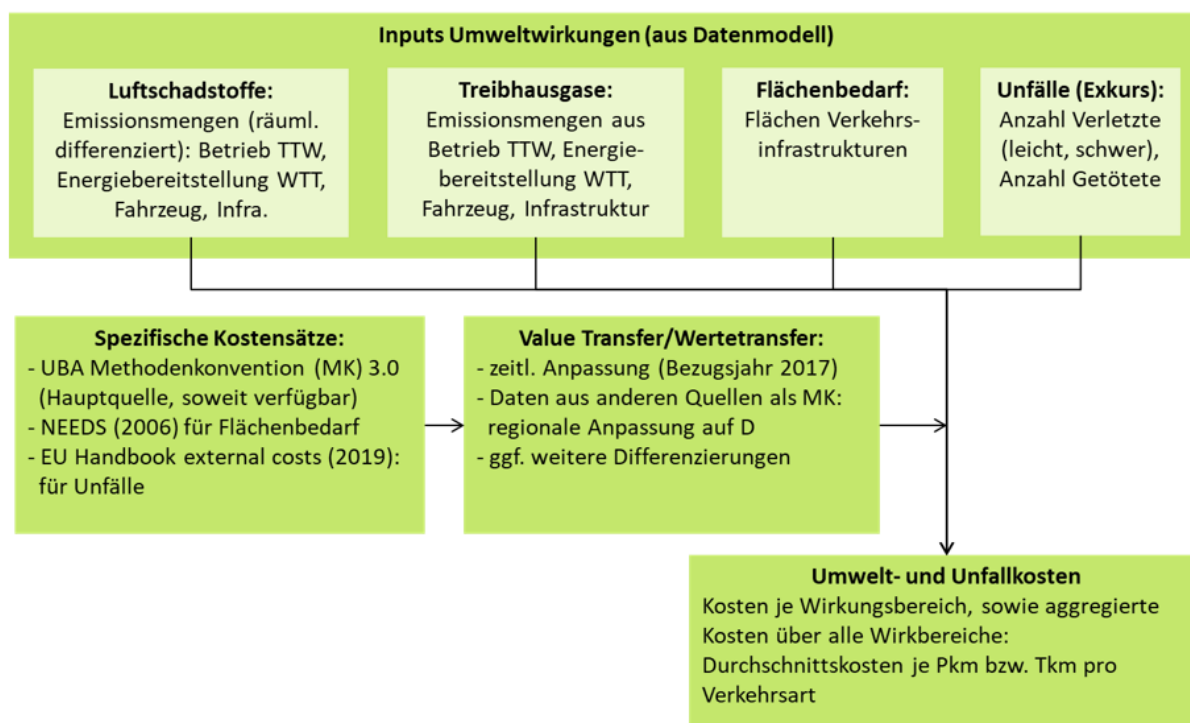 Inputs Umweltwirkungen (aus Datenmodell)
Luftschadstoffe:
Emissionsmengen (räuml.
differenziert): Betrieb TTW,
Energiebereitstellung WTT,
Fahrzeug, Infra.
Treibhausgase:
Emissionsmengen aus
Betrieb TTW, Energie-
bereitstellung WTT,
Fahrzeug, Infrastruktur
Flächenbedarf:
Flächen Verkehrs-
infrastrukturen
Unfälle (Exkurs):
Anzahl Verletzte
(leicht, schwer),
Anzahl Getötete
Spezifische Kostensätze:
- UBA Methodenkonvention (MK) 3.0
(Hauptquelle, soweit verfügbar)
- NEEDS (2006) für Flächenbedarf
- EU Handbook external costs (2019):
für Unfälle
Value Transfer/Wertetransfer:
- zeitl. Anpassung (Bezugsjahr 2017)
- Daten aus anderen Quellen als MK:
regionale Anpassung auf D
- ggf. weitere Differenzierungen
Umwelt- und Unfallkosten
Kosten je Wirkungsbereich, sowie aggregierte
Kosten über alle Wirkbereiche:
Durchschnittskosten je Pkm bzw. Tkm pro
Verkehrsart